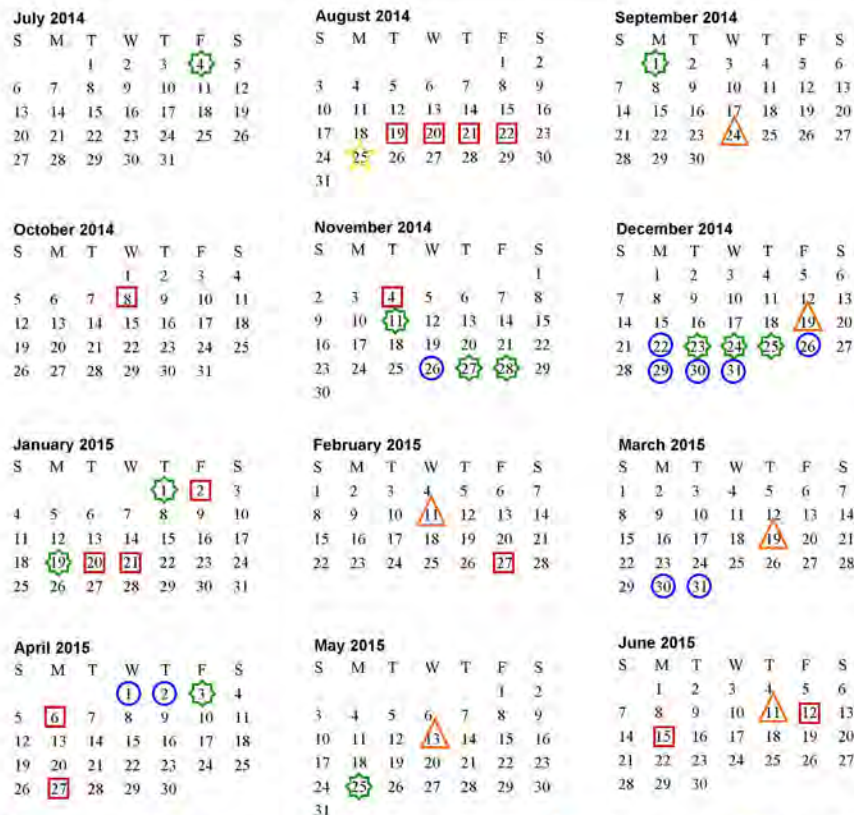 July 2014
S M T W T F S
1 2 3 4 5
6 7 8 9 10 11 12
13 14 15 16 17 18 19
20 21 22 23 24 25 26
27 28 29 30 31
August 2014
S M T W T F S
1 2
3 4 5 6 7 8 9
10 11 12 13 14 15 16
17 18 19 20 21 22 23
24 25 26 27 28 29 30
31
September 2014
S M T W T F S
1 2 3 4 5 6
7 8 9 10 11 12 13
14 15 16 17 18 19 20
21 22 23 24 25 26 27
28 29 30
October 2014
S M T W T F S
1 2 3 4
5 6 7 8 9 10 11
12 13 14 15 16 17 18
19 20 21 22 23 24 25
26 27 28 29 30 31
November 2014
S M T W T F S
1
2 3 4 5 6 7 8
9 10 11 12 13 14 15
16 17 18 19 20 21 22
23 24 25 26 27 28 29
30
December 2014
S M T W T F S
1 2 3 4 5 6
7 8 9 10 11 12 13
14 15 16 17 18 19 20
21 22 23 24 25 26 27
28 29 30 31
January 2015
S M T W T F S
1 2 3
4 5 6 7 8 9 10
11 12 13 14 15 16 17
18 19 20 21 22 23 24
25 26 27 28 29 30 31
February 2015
S M T W T F S
1 2 3 4 5 6 7
8 9 10 11 12 13 14
15 16 17 18 19 20 21
22 23 24 25 26 27 28
March 2015
S M T W T F S
1 2 3 4 5 6 7
8 9 10 11 12 13 14
15 16 17 18 19 20 21
22 23 24 25 26 27 28
29 30 31
April 2015
S M T W T F S
1 2 3 4
5 6 7 8 9 10 11
12 13 14 15 16 17 18
19 20 21 22 23 24 25
26 27 28 29 30
May 2015
S M T W T F S
1 2
3 4 5 6 7 8 9
10 11 12 13 14 15 16
17 18 19 20 21 22 23
24 25 26 27 28 29 30
31
June 2015
S M T W T F S
1 2 3 4 5 6
7 8 9 10 11 12 13
14 15 16 17 18 19 20
21 22 23 24 25 26 27
28 29 30